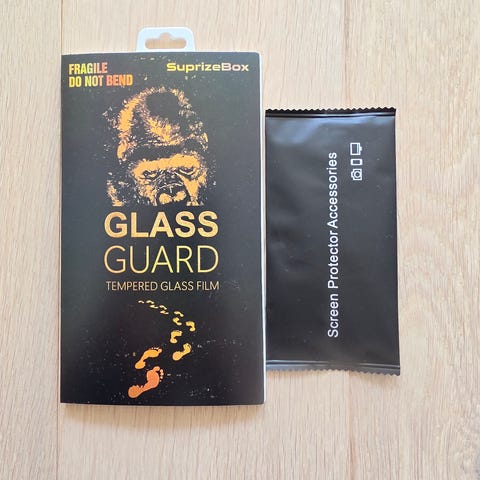 FRAGILE
DO NOT BEND
SuprizeBox
GLASS
GUARD
TEMPERED GLASS FILM
Screen Protector Accessories